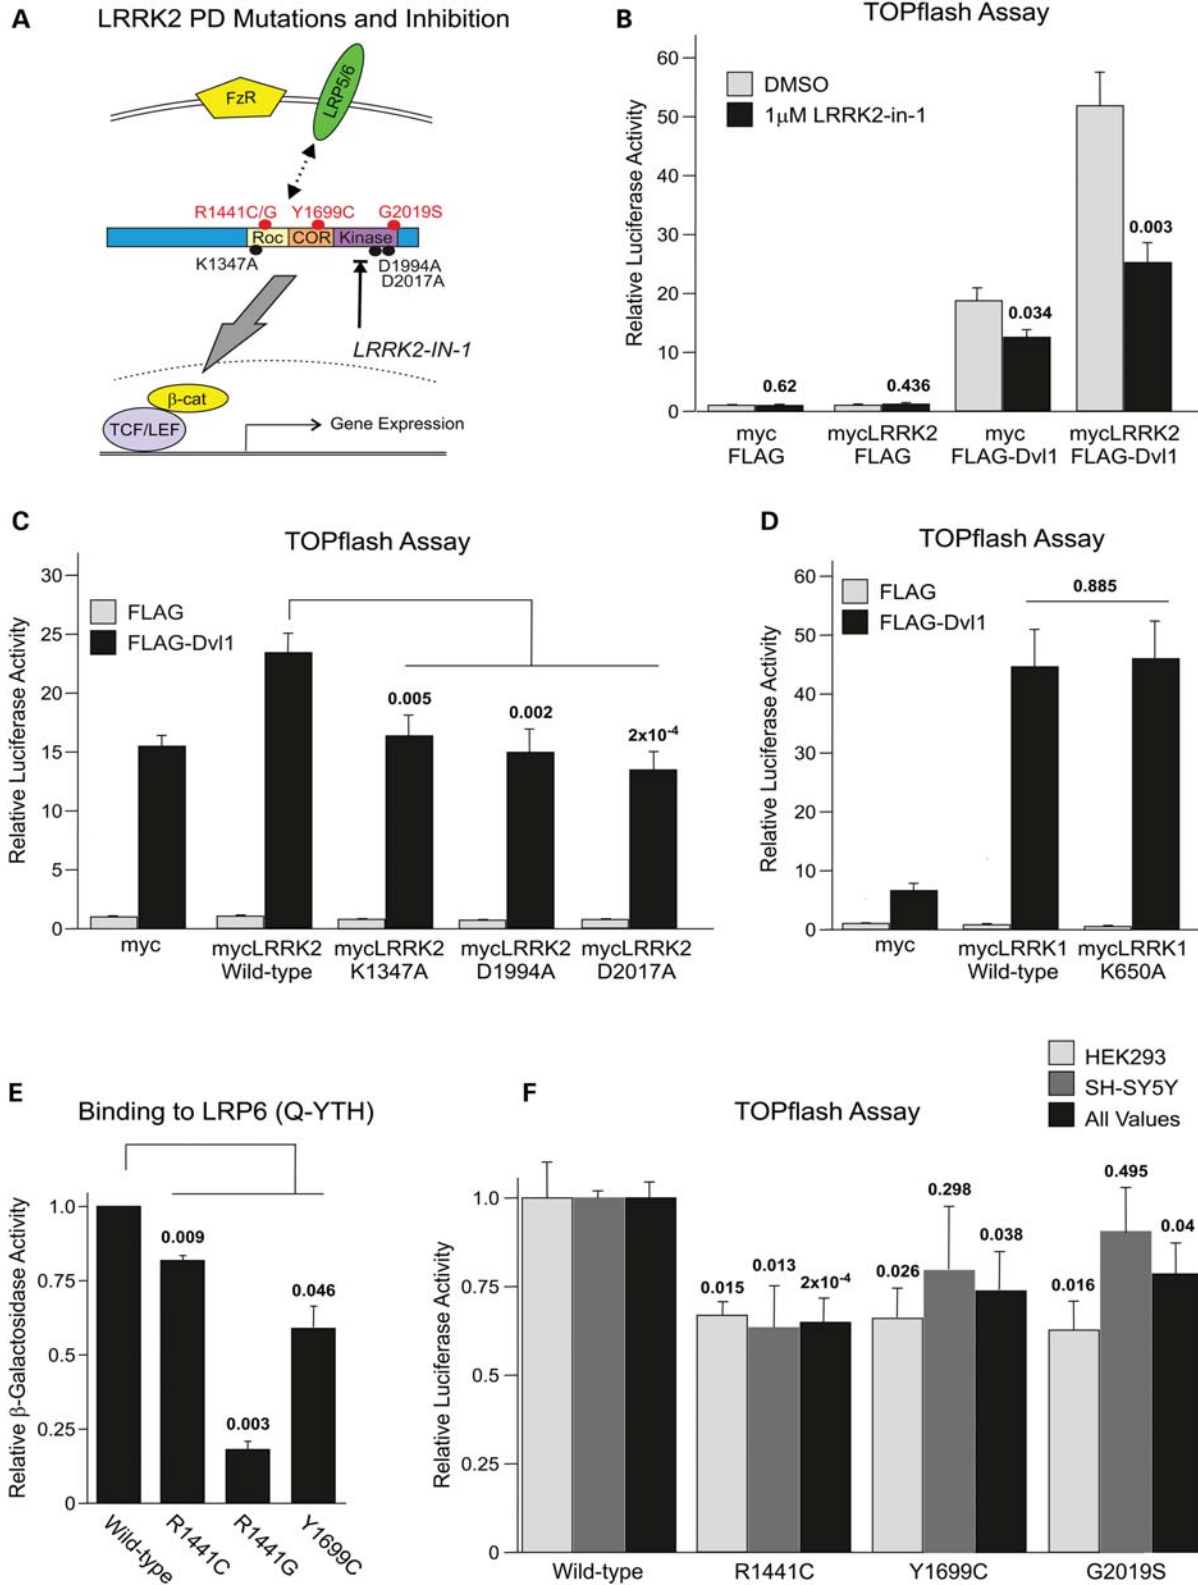 A
LRRK2 PD Mutations and Inhibition
FzR
LRP5/6
R1441C/G Y1699C G2019S
Roc COR Kinase
K1347A
D1994A
D2017A
LRRK2-IN-1
β-cat
TCF/LEF
Gene Expression
B
TOPflash Assay
Relative Luciferase Activity
60
50
40
30
20
10
0
DMSO
1μM LRRK2-in-1
0.62
0.436
0.034
0.003
myc
FLAG
mycLRRK2
FLAG
myc
FLAG-Dvl1
mycLRRK2
FLAG-Dvl1
C
TOPflash Assay
Relative Luciferase Activity
30
25
20
15
10
5
0
FLAG
FLAG-Dvl1
0.005
0.002
2x10⁻⁴
myc
mycLRRK2
Wild-type
mycLRRK2
K1347A
mycLRRK2
D1994A
mycLRRK2
D2017A
D
TOPflash Assay
Relative Luciferase Activity
60
50
40
30
20
10
0
FLAG
FLAG-Dvl1
0.885
myc
mycLRRK1
Wild-type
mycLRRK1
K650A
E
Binding to LRP6 (Q-YTH)
Relative β-Galactosidase Activity
1.0
0.75
0.5
0.25
0
0.009
0.003
0.046
Wild-type
R1441C
R1441G
Y1699C
F
TOPflash Assay
HEK293
SH-SY5Y
All Values
Relative Luciferase Activity
1.0
0.75
0.5
0.25
0
0.015
0.013
2x10⁻⁴
0.026
0.298
0.038
0.016
0.495
0.04
Wild-type
R1441C
Y1699C
G2019S